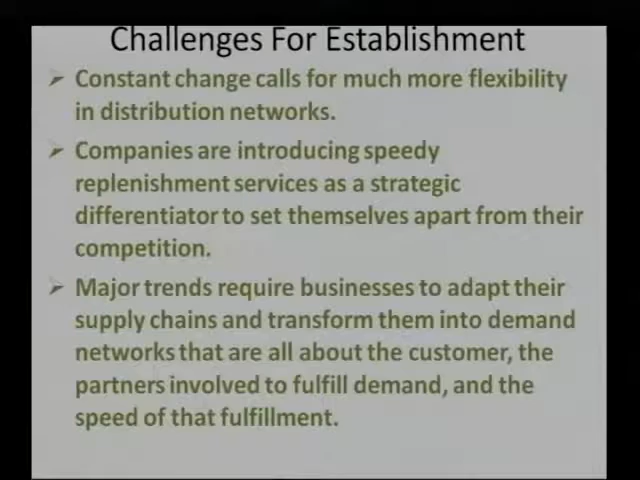 Challenges For Establishment
➢ Constant change calls for much more flexibility
in distribution networks.
➢ Companies are introducing speedy
replenishment services as a strategic
differentiator to set themselves apart from their
competition.
➢ Major trends require businesses to adapt their
supply chains and transform them into demand
networks that are all about the customer, the
partners involved to fulfill demand, and the
speed of that fulfillment.